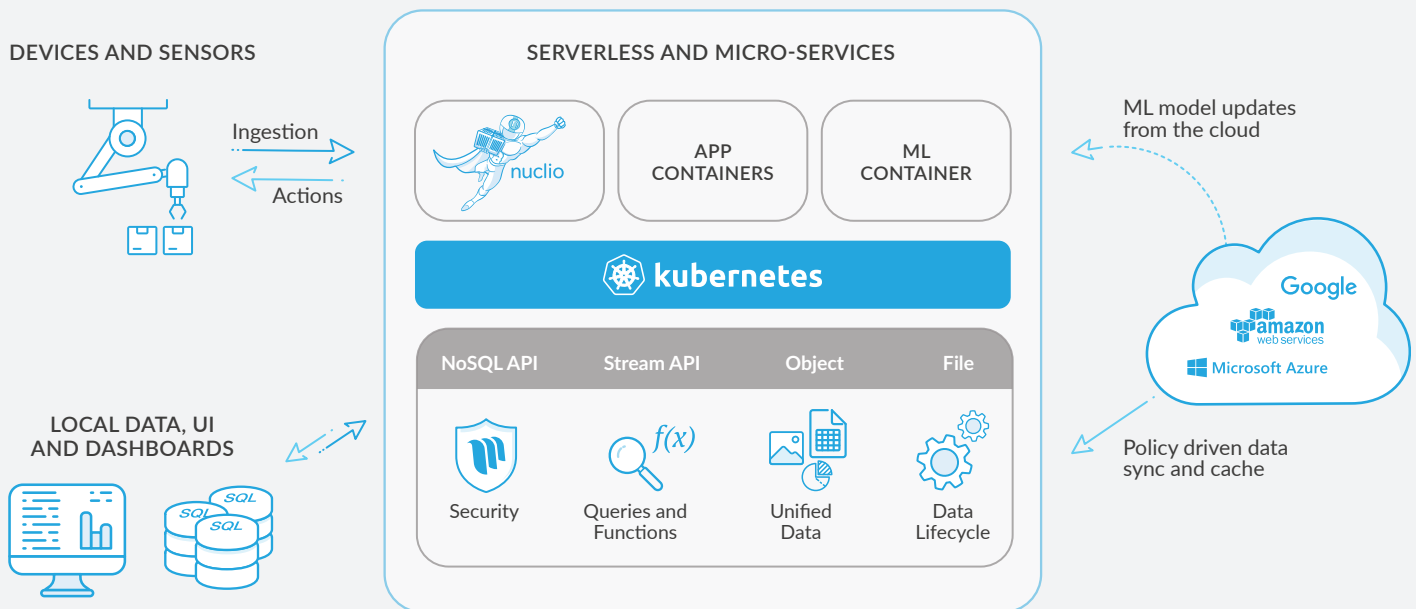 DEVICES AND SENSORS
Ingestion
Actions
SERVERLESS AND MICRO-SERVICES
nuclio
APP
CONTAINERS
ML
CONTAINER
kubernetes
NoSQL API
Stream API
Object
File
f(x)
Security
Queries and
Functions
Unified
Data
Data
Lifecycle
ML model updates
from the cloud
Google
amazon
web services
Microsoft Azure
Policy driven data
sync and cache
LOCAL DATA, UI
AND DASHBOARDS
SQL
SQL
SQL